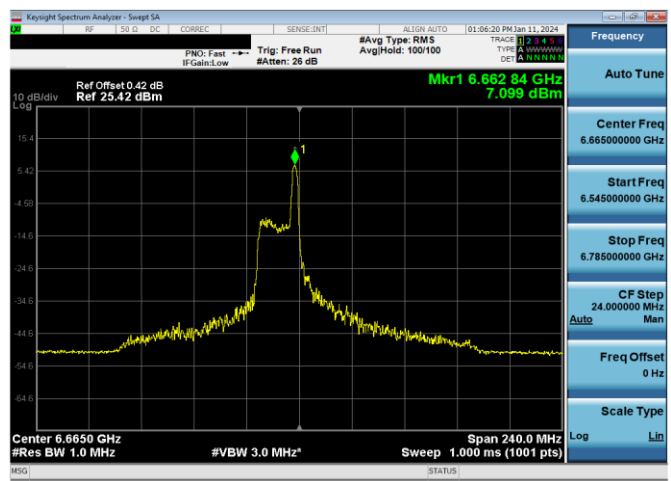 Keysight Spectrum Analyzer - Swept SA
RF 50 Ω DC CORREC SENSE:INT ALIGN AUTO 01:06:20 PM Jan 11, 2024
PNO: Fast
IFGain:Low
Trig: Free Run
#Atten: 26 dB
#Avg Type: RMS
Avg|Hold: 100/100
TRACE 1 2 3 4 5 6
TYPE A WWWWW
DET A N N N N N
Mkr1 6.662 84 GHz
7.099 dBm
Ref Offset 0.42 dB
10 dB/div Ref 25.42 dBm
Log
1
15.4
5.42
-4.58
-14.6
-24.6
-34.6
-44.6
-54.6
-64.6
Center 6.6650 GHz Span 240.0 MHz
#Res BW 1.0 MHz #VBW 3.0 MHz* Sweep 1.000 ms (1001 pts)
MSG STATUS
Frequency
Auto Tune
Center Freq
6.665000000 GHz
Start Freq
6.545000000 GHz
Stop Freq
6.785000000 GHz
CF Step
24.000000 MHz
Auto Man
Freq Offset
0 Hz
Scale Type
Log Lin